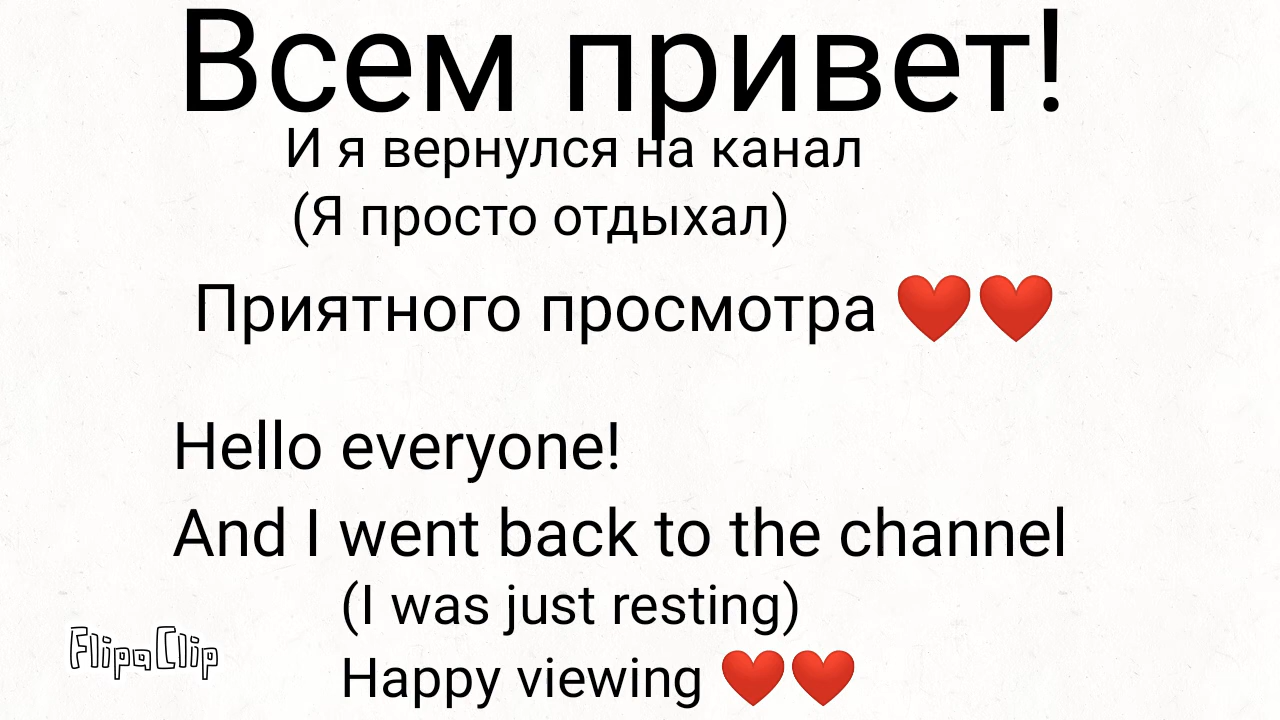 Всем привет!
И я вернулся на канал
(Я просто отдыхал)
Приятного просмотра ❤️❤️
Hello everyone!
And I went back to the channel
(I was just resting)
Happy viewing ❤️❤️
FlipaClip